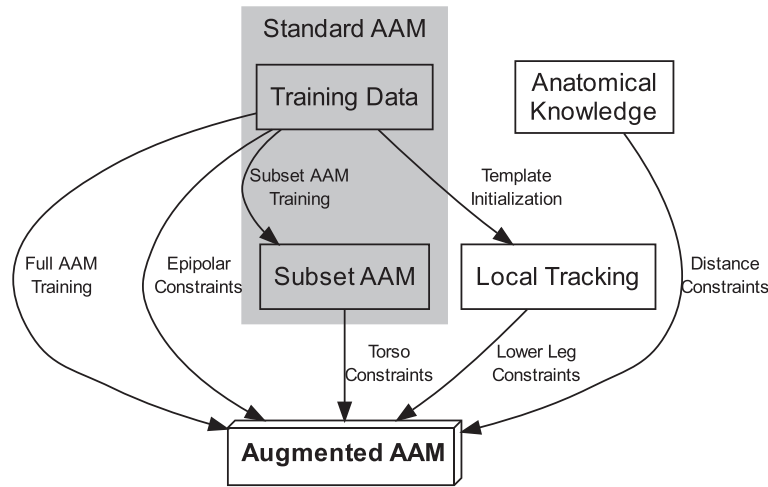 Standard AAM
Training Data
Anatomical
Knowledge
Subset AAM
Training
Template
Initialization
Full AAM
Training
Epipolar
Constraints
Subset AAM
Local Tracking
Distance
Constraints
Torso
Constraints
Lower Leg
Constraints
Augmented AAM